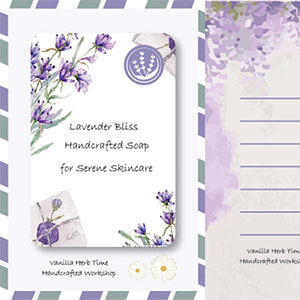 Lavender Bliss
Handcrafted Soap
for Serene Skincare
Vanilla Herb Time
Handcrafted Workshop
Vanilla Herb Time
Handcrafted Workshop